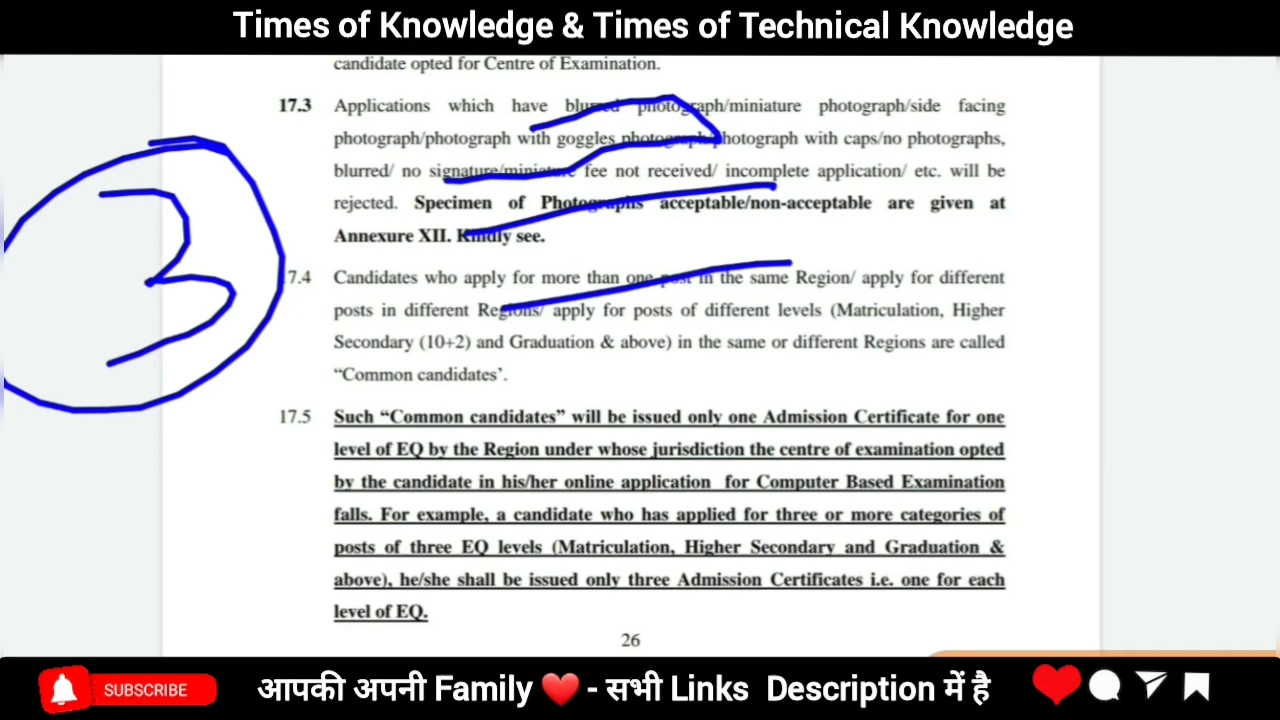 Times of Knowledge & Times of Technical Knowledge
candidate opted for Centre of Examination.
17.3 Applications which have blurred photograph/miniature photograph/side facing
photograph/photograph with goggles photograph/photograph with caps/no photographs,
blurred/ no signature/miniature fee not received/ incomplete application/ etc. will be
rejected. Specimen of Photographs acceptable/non-acceptable are given at
Annexure XII. Kindly see.
3
7.4 Candidates who apply for more than one post in the same Region/ apply for different
posts in different Regions/ apply for posts of different levels (Matriculation, Higher
Secondary (10+2) and Graduation & above) in the same or different Regions are called
“Common candidates’.
17.5 Such “Common candidates” will be issued only one Admission Certificate for one
level of EQ by the Region under whose jurisdiction the centre of examination opted
by the candidate in his/her online application for Computer Based Examination
falls. For example, a candidate who has applied for three or more categories of
posts of three EQ levels (Matriculation, Higher Secondary and Graduation &
above), he/she shall be issued only three Admission Certificates i.e. one for each
level of EQ.
26
SUBSCRIBE
आपकी अपनी Family ❤️ - सभी Links Description में है